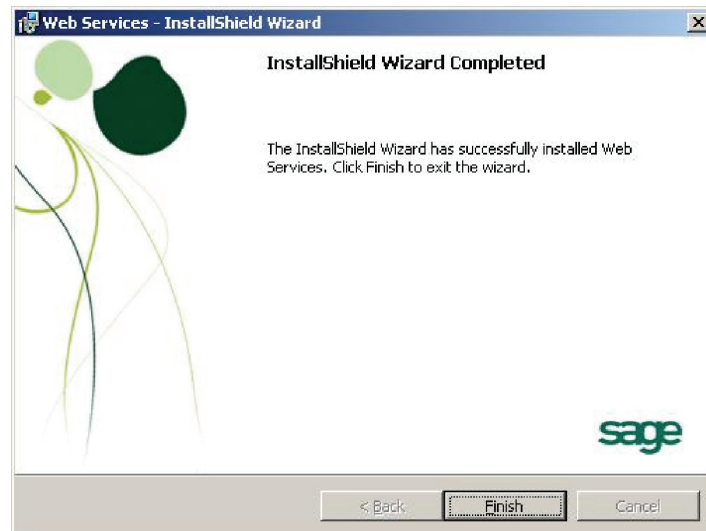 Web Services - InstallShield Wizard
InstallShield Wizard Completed
The InstallShield Wizard has successfully installed Web
Services. Click Finish to exit the wizard.
sage
< Back Finish Cancel